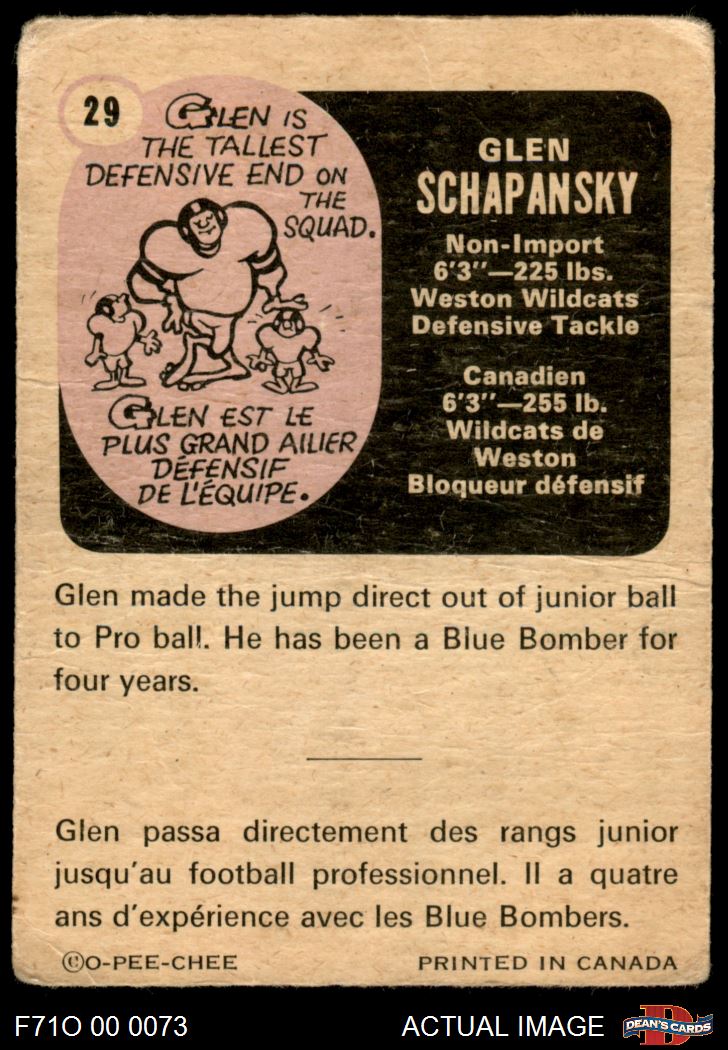 29
GLEN IS
THE TALLEST
DEFENSIVE END ON
THE
SQUAD.
GLEN EST LE
PLUS GRAND AILIER
DÉFENSIF
DE L'ÉQUIPE.
GLEN
SCHAPANSKY
Non-Import
6'3"—225 lbs.
Weston Wildcats
Defensive Tackle
Canadien
6'3"—255 lb.
Wildcats de
Weston
Bloqueur défensif
Glen made the jump direct out of junior ball
to Pro ball. He has been a Blue Bomber for
four years.
Glen passa directement des rangs junior
jusqu'au football professionnel. Il a quatre
ans d'expérience avec les Blue Bombers.
©O-PEE-CHEE PRINTED IN CANADA
F71O 00 0073 ACTUAL IMAGE D DEAN'S CARDS